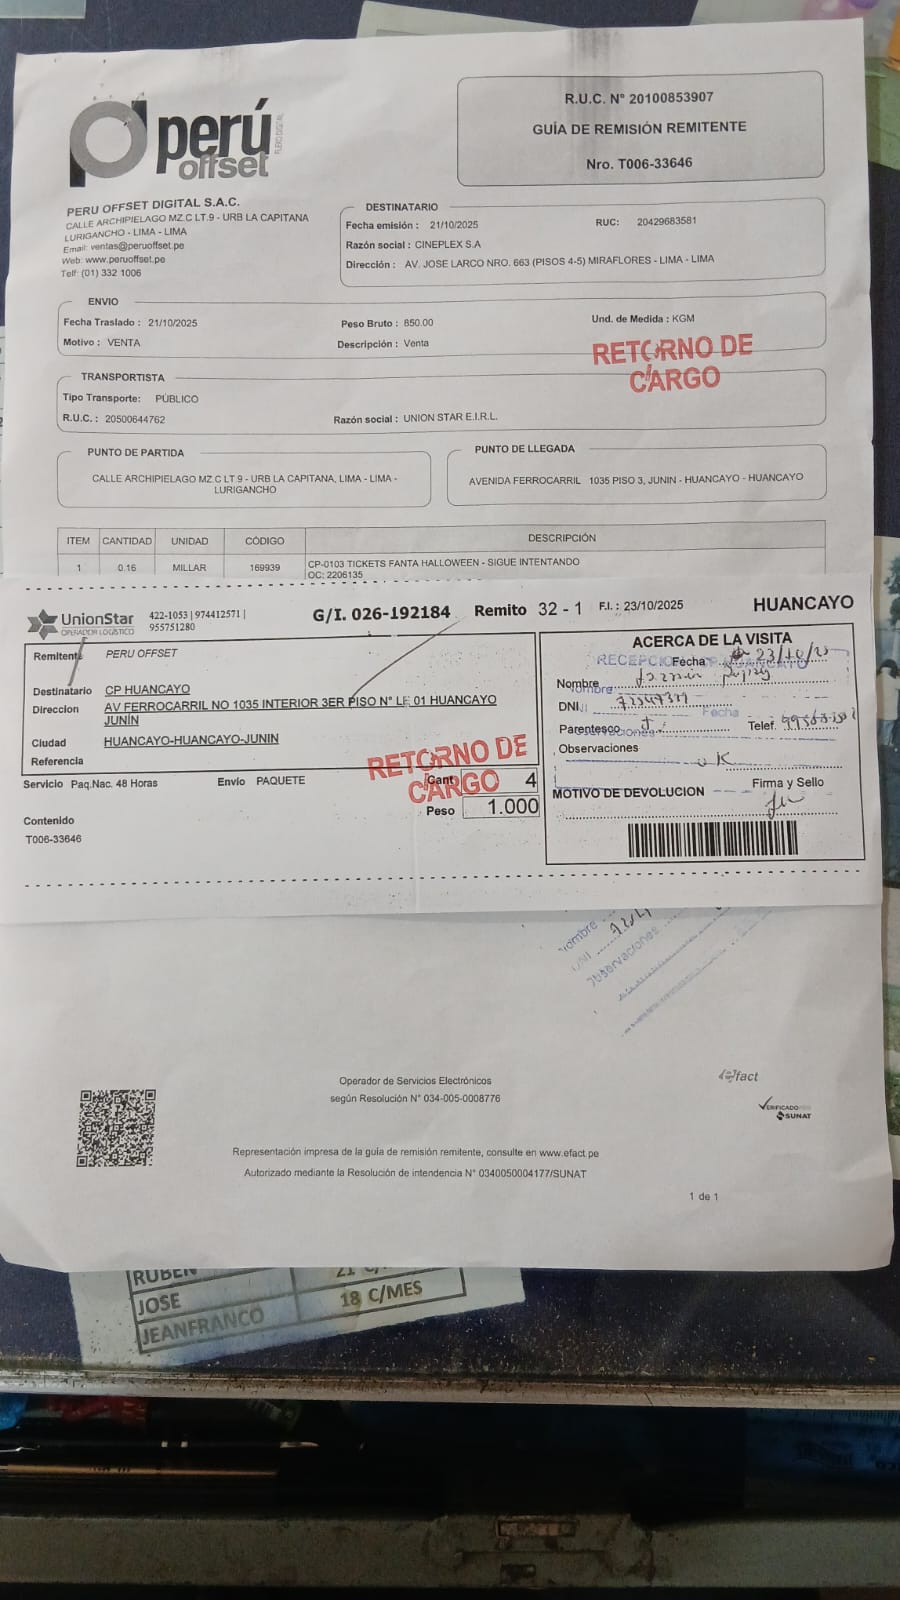 perú
offset
R.U.C. N° 20100853907
GUÍA DE REMISIÓN REMITENTE
Nro. T006-33646
PERU OFFSET DIGITAL S.A.C.
CALLE ARCHIPIELAGO MZ.C LT.9 - URB LA CAPITANA
LURIGANCHO - LIMA - LIMA
Email: ventas@peruoffset.pe
Web: www.peruoffset.pe
Telf: (01) 332 1006
DESTINATARIO
Fecha emisión : 21/10/2025 RUC: 20429683581
Razón social : CINEPLEX S.A
Dirección : AV. JOSE LARCO NRO. 663 (PISOS 4-5) MIRAFLORES - LIMA - LIMA
ENVIO
Fecha Traslado : 21/10/2025 Peso Bruto : 850.00 Und. de Medida : KGM
Motivo : VENTA Descripción : Venta
RETORNO DE
CARGO
TRANSPORTISTA
Tipo Transporte: PÚBLICO
R.U.C. : 20500644762 Razón social : UNION STAR E.I.R.L.
PUNTO DE PARTIDA
CALLE ARCHIPIELAGO MZ.C LT 9 - URB LA CAPITANA, LIMA - LIMA -
LURIGANCHO
PUNTO DE LLEGADA
AVENIDA FERROCARRIL 1035 PISO 3, JUNIN - HUANCAYO - HUANCAYO
ITEM CANTIDAD UNIDAD CÓDIGO DESCRIPCIÓN
1 0.16 MILLAR 169939 CP-0103 TICKETS FANTA HALLOWEEN - SIGUE INTENTANDO
OC: 2206135
UnionStar
OPERADOR LOGÍSTICO
422-1053 | 974412571 |
955751280
G/I. 026-192184 Remito 32 - 1 F.I.: 23/10/2025 HUANCAYO
Remitente PERU OFFSET
Destinatario CP HUANCAYO
Direccion AV FERROCARRIL NO 1035 INTERIOR 3ER PISO N° LE 01 HUANCAYO
JUNÍN
Ciudad HUANCAYO-HUANCAYO-JUNIN
Referencia
Servicio Paq.Nac. 48 Horas Envío PAQUETE Cant 4
Peso 1.000
RETORNO DE
CARGO
Contenido
T006-33646
ACERCA DE LA VISITA
Fecha 23/10/25
Nombre
DNI
Parentesco Telef.
Observaciones OK
Firma y Sello
MOTIVO DE DEVOLUCION
Nombre
DNI
Observaciones
efact
Operador de Servicios Electrónicos
según Resolución N° 034-005-0008776
VERIFICADO
SUNAT
Representación impresa de la guía de remisión remitente, consulte en www.efact.pe
Autorizado mediante la Resolución de intendencia N° 0340050004177/SUNAT
1 de 1
RUBEN
JOSE 18 C/MES
JEANFRANCO